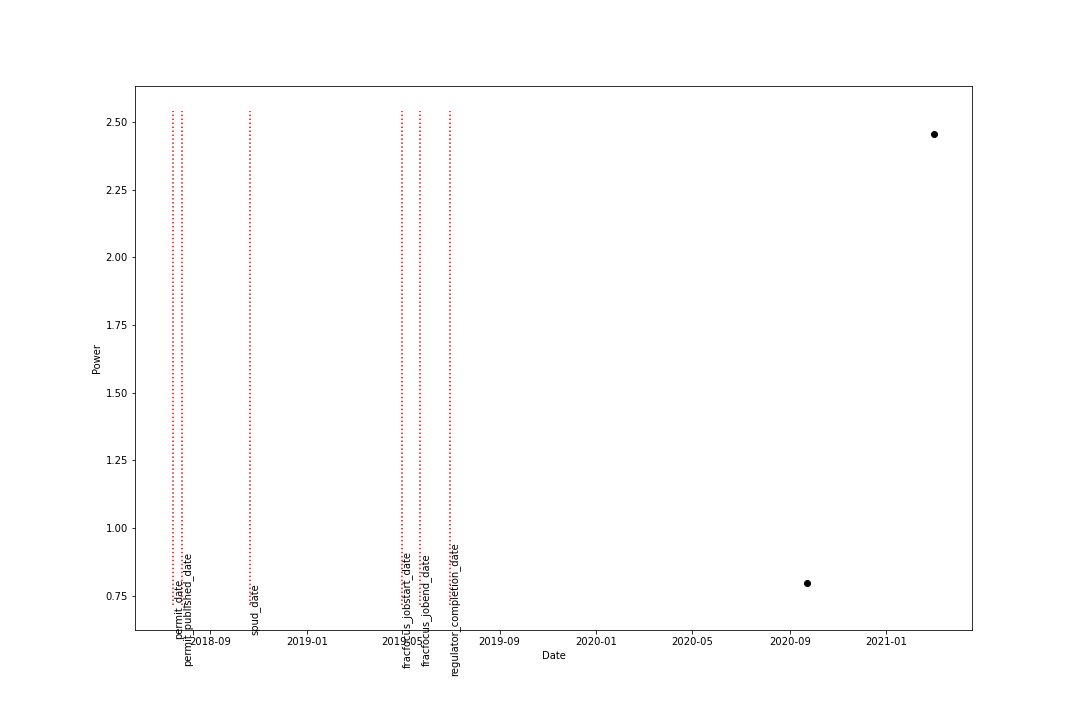 2.50
2.25
2.00
1.75
1.50
1.25
1.00
0.75
Power
permit_date
permit_published_date
spud_date
fracfocus_jobstart_date
fracfocus_jobend_date
regulator_completion_date
2018-09
2019-01
2019-05
2019-09
2020-01
2020-05
2020-09
2021-01
Date